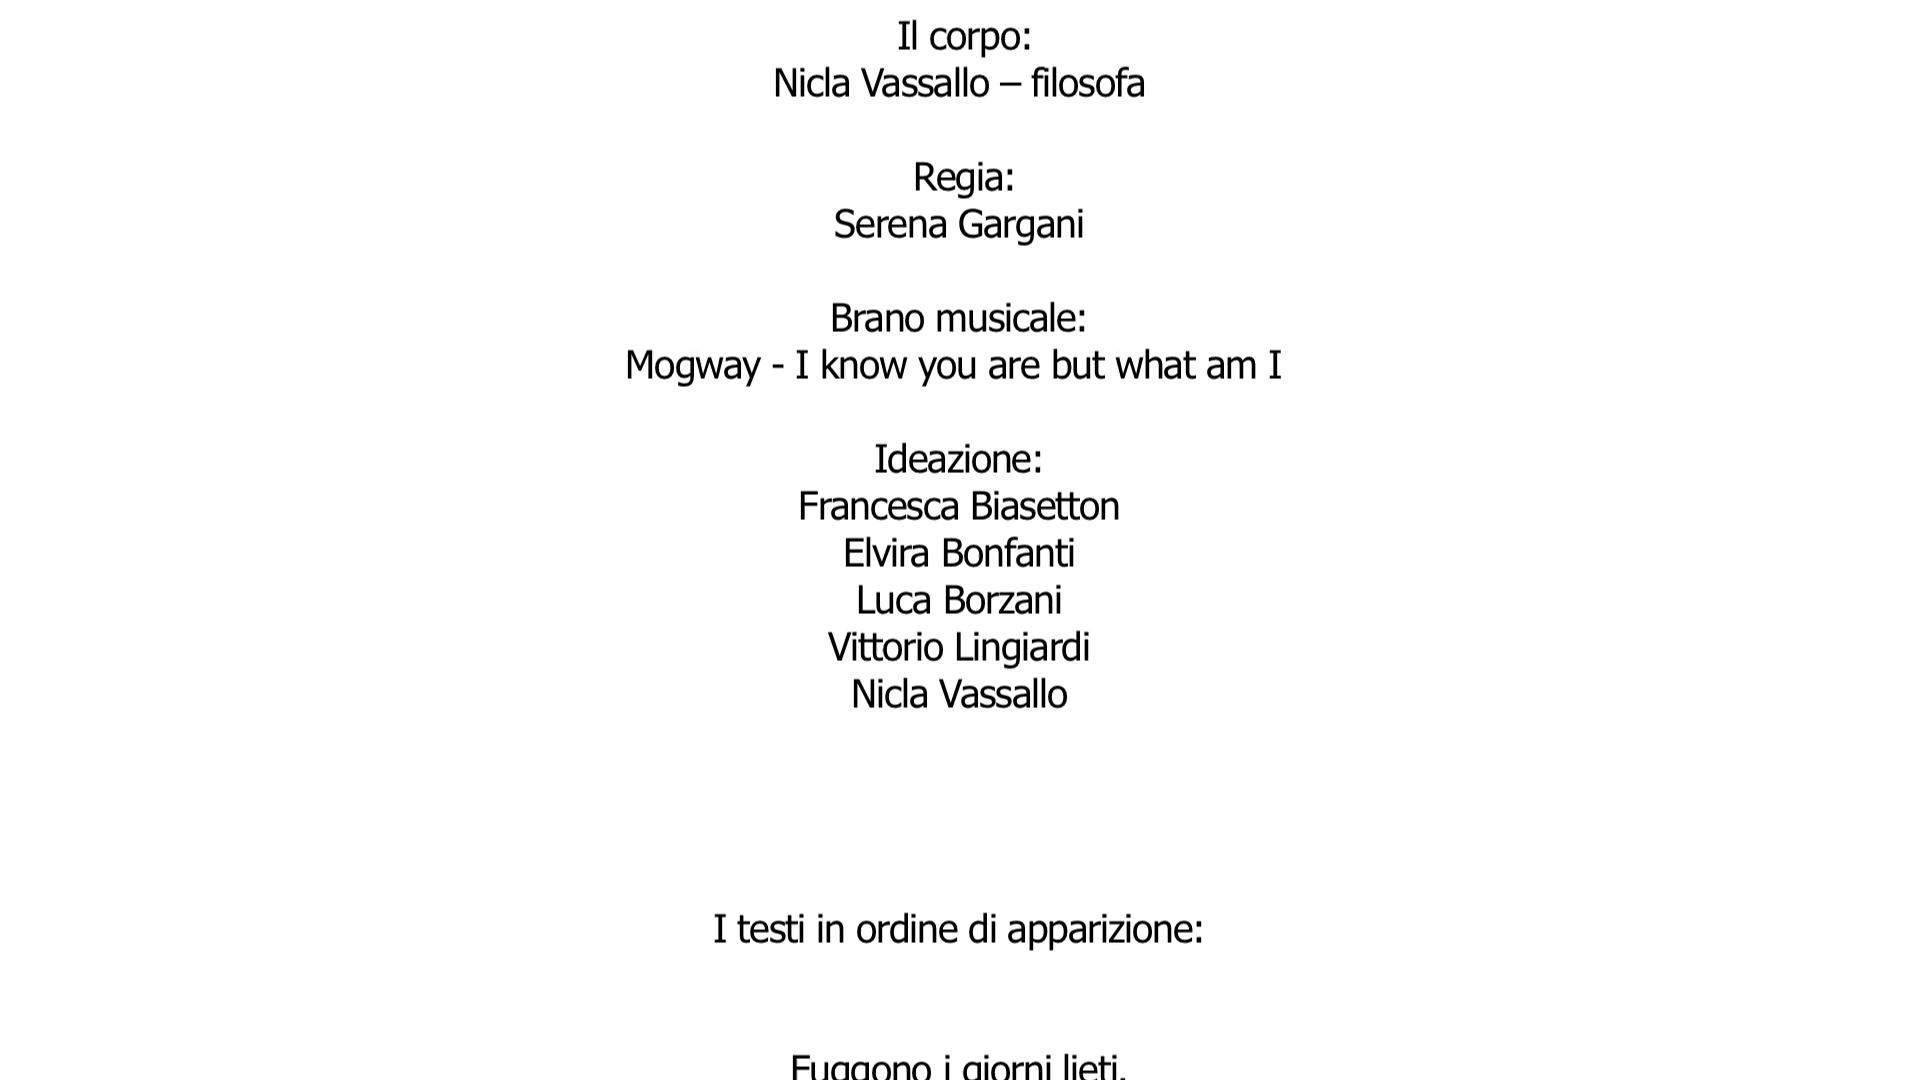 Il corpo:
Nicla Vassallo – filosofa
Regia:
Serena Gargani
Brano musicale:
Mogway - I know you are but what am I
Ideazione:
Francesca Biasetton
Elvira Bonfanti
Luca Borzani
Vittorio Lingiardi
Nicla Vassallo
I testi in ordine di apparizione:
Fuggono i giorni lieti,